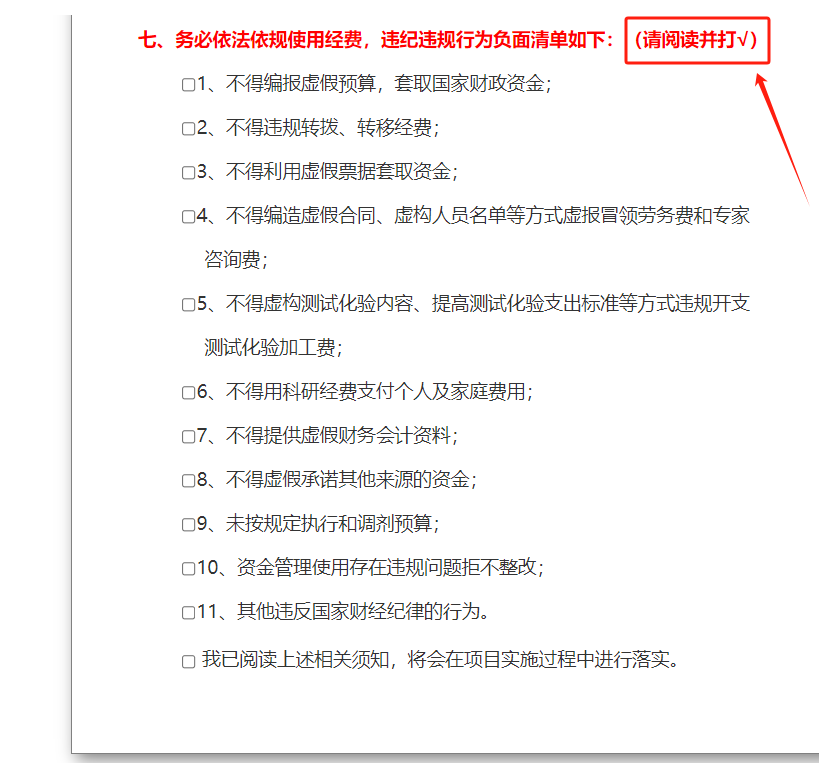 七、务必依法依规使用经费，违纪违规行为负面清单如下：（请阅读并打√）
□1、不得编报虚假预算，套取国家财政资金；
□2、不得违规转拨、转移经费；
□3、不得利用虚假票据套取资金；
□4、不得编造虚假合同、虚构人员名单等方式虚报冒领劳务费和专家
咨询费；
□5、不得虚构测试化验内容、提高测试化验支出标准等方式违规开支
测试化验加工费；
□6、不得用科研经费支付个人及家庭费用；
□7、不得提供虚假财务会计资料；
□8、不得虚假承诺其他来源的资金；
□9、未按规定执行和调剂预算；
□10、资金管理使用存在违规问题拒不整改；
□11、其他违反国家财经纪律的行为。
□ 我已阅读上述相关须知，将会在项目实施过程中进行落实。